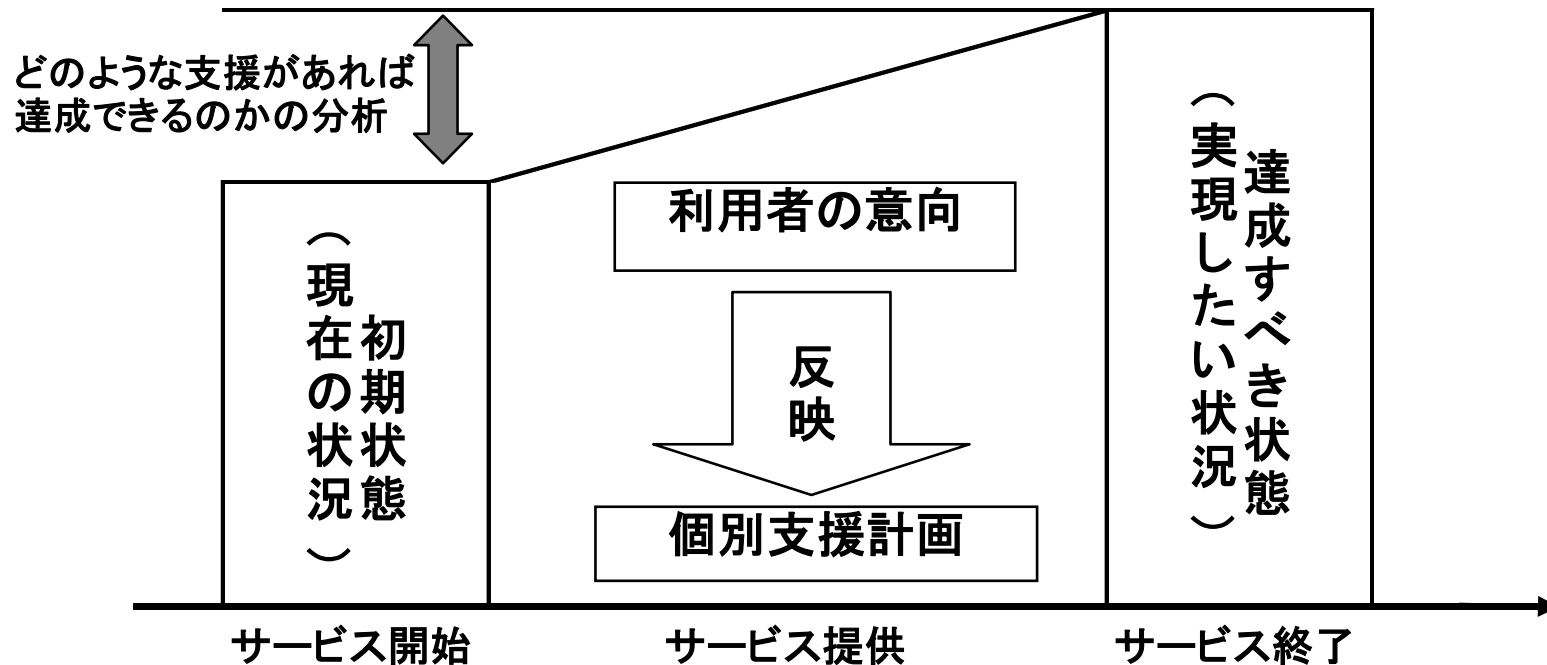 どのような支援があれば
達成できるのかの分析
初期状態
（現在の状況）
利用者の意向
反映
個別支援計画
達成すべき状態
（実現したい状況）
サービス開始
サービス提供
サービス終了